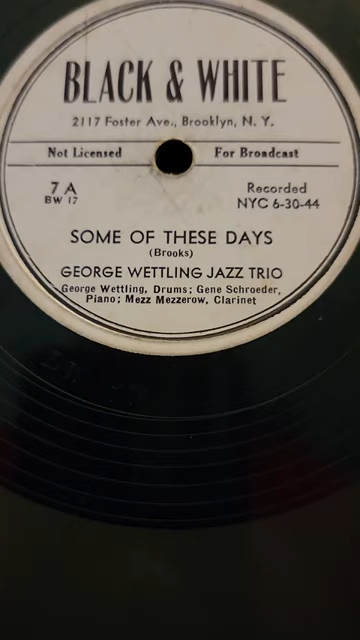 BLACK & WHITE
2117 Foster Ave., Brooklyn, N. Y.
Not Licensed For Broadcast
7 A Recorded
BW 17 NYC 6-30-44
SOME OF THESE DAYS
(Brooks)
GEORGE WETTLING JAZZ TRIO
George Wettling, Drums; Gene Schroeder,
Piano; Mezz Mezzerow, Clarinet